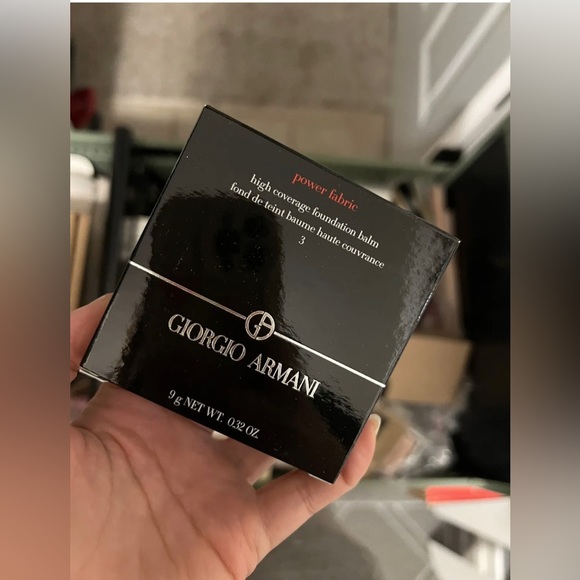 power fabric
high coverage foundation balm
fond de teint baume haute couvrance
3
GA
GIORGIO ARMANI
9 g NET WT. 0.32 OZ.